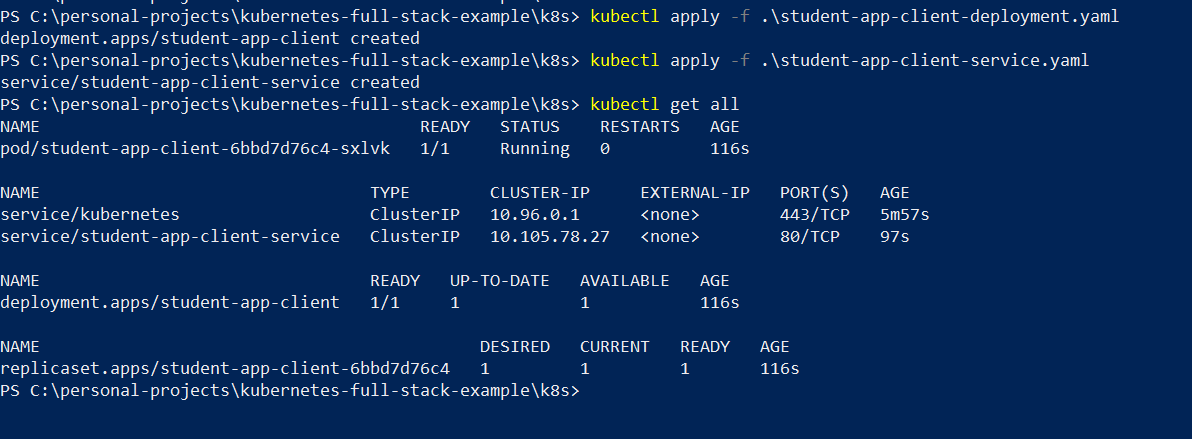 PS C:\personal-projects\kubernetes-full-stack-example\k8s> kubectl apply -f .\student-app-client-deployment.yaml
deployment.apps/student-app-client created
PS C:\personal-projects\kubernetes-full-stack-example\k8s> kubectl apply -f .\student-app-client-service.yaml
service/student-app-client-service created
PS C:\personal-projects\kubernetes-full-stack-example\k8s> kubectl get all
NAME READY STATUS RESTARTS AGE
pod/student-app-client-6bbd7d76c4-sxlvk 1/1 Running 0 116s
NAME TYPE CLUSTER-IP EXTERNAL-IP PORT(S) AGE
service/kubernetes ClusterIP 10.96.0.1 <none> 443/TCP 5m57s
service/student-app-client-service ClusterIP 10.105.78.27 <none> 80/TCP 97s
NAME READY UP-TO-DATE AVAILABLE AGE
deployment.apps/student-app-client 1/1 1 1 116s
NAME DESIRED CURRENT READY AGE
replicaset.apps/student-app-client-6bbd7d76c4 1 1 1 116s
PS C:\personal-projects\kubernetes-full-stack-example\k8s>